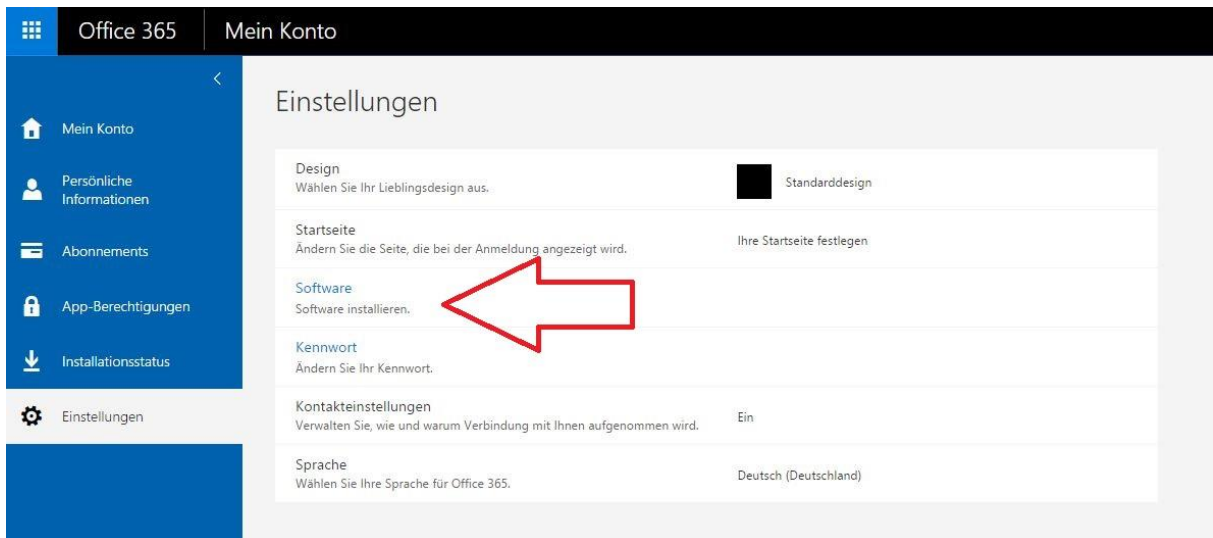 Office 365
Mein Konto
Mein Konto
Persönliche
Informationen
Abonnements
App-Berechtigungen
Installationsstatus
Einstellungen
Einstellungen
Design
Wählen Sie Ihr Lieblingsdesign aus.
Standarddesign
Startseite
Ändern Sie die Seite, die bei der Anmeldung angezeigt wird.
Ihre Startseite festlegen
Software
Software installieren.
Kennwort
Ändern Sie Ihr Kennwort.
Kontakteinstellungen
Verwalten Sie, wie und warum Verbindung mit Ihnen aufgenommen wird.
Ein
Sprache
Wählen Sie Ihre Sprache für Office 365.
Deutsch (Deutschland)